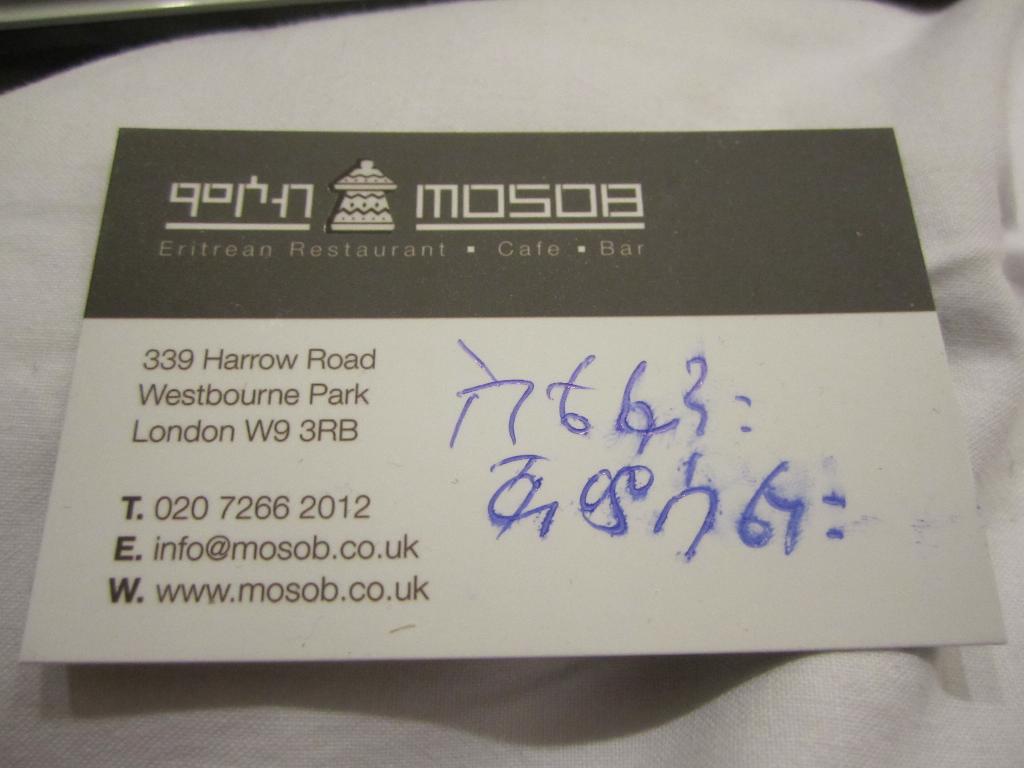 ሞሶብ MOSOB
Eritrean Restaurant ▪ Cafe ▪ Bar
339 Harrow Road
Westbourne Park
London W9 3RB
T. 020 7266 2012
E. info@mosob.co.uk
W. www.mosob.co.uk